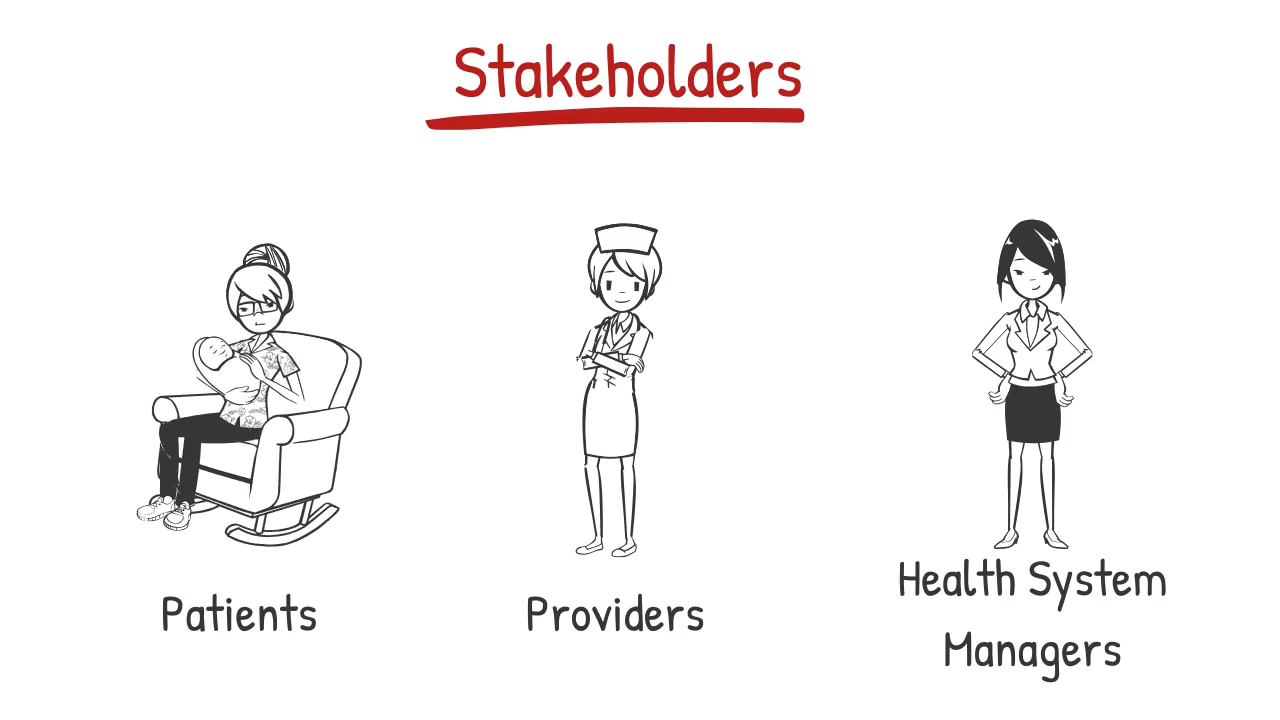 Stakeholders
Patients
Providers
Health System
Managers